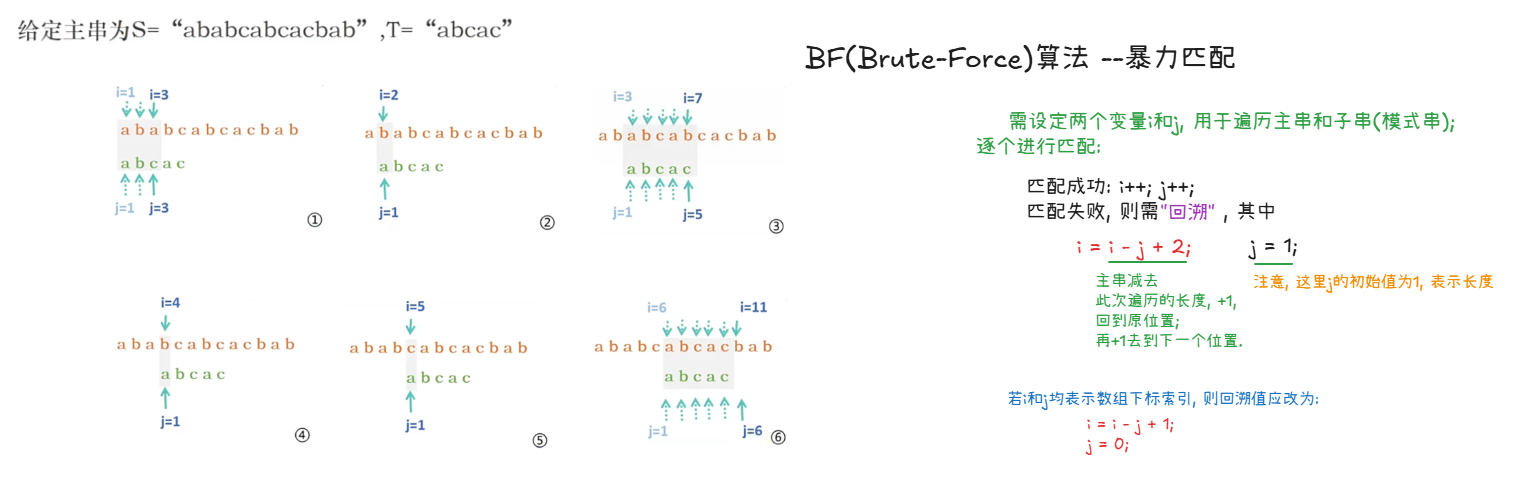 给定主串为S=“ababcabcacbab”,T=“abcac”
i=1 i=3
a b a b c a b c a c b a b
a b c a c
j=1 j=3
①
i=2
a b a b c a b c a c b a b
a b c a c
j=1
②
i=3 i=7
a b a b c a b c a c b a b
a b c a c
j=1 j=5
③
i=4
a b a b c a b c a c b a b
a b c a c
j=1
④
i=5
a b a b c a b c a c b a b
a b c a c
j=1
⑤
i=6 i=11
a b a b c a b c a c b a b
a b c a c
j=1 j=6
⑥
BF(Brute-Force)算法 --暴力匹配
需设定两个变量i和j, 用于遍历主串和子串(模式串);
逐个进行匹配:
匹配成功: i++; j++;
匹配失败, 则需"回溯" , 其中
i = i - j + 2; j = 1;
主串减去
此次遍历的长度, +1,
回到原位置;
再+1去到下一个位置.
注意, 这里j的初始值为1, 表示长度
若i和j均表示数组下标索引, 则回溯值应改为:
i = i - j + 1;
j = 0;